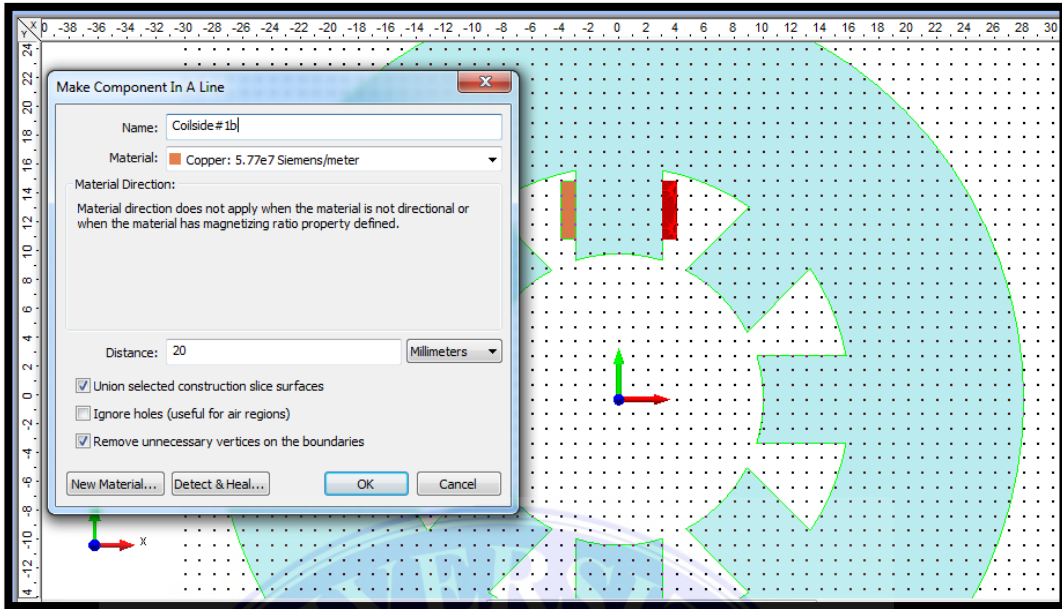 X
Y
0 -38 -36 -34 -32 -30 -28 -26 -24 -22 -20 -18 -16 -14 -12 -10 -8 -6 -4 -2 0 2 4 6 8 10 12 14 16 18 20 22 24 26 28 30
24
22
20
18
16
14
12
10
8
6
4
2
0
-2
-4
-6
-8
-10
-12
4
Make Component In A Line
Name: Coilside#1b
Material: Copper: 5.77e7 Siemens/meter
Material Direction:
Material direction does not apply when the material is not directional or
when the material has magnetizing ratio property defined.
Distance: 20 Millimeters
Union selected construction slice surfaces
Ignore holes (useful for air regions)
Remove unnecessary vertices on the boundaries
New Material... Detect & Heal... OK Cancel
X
VERS